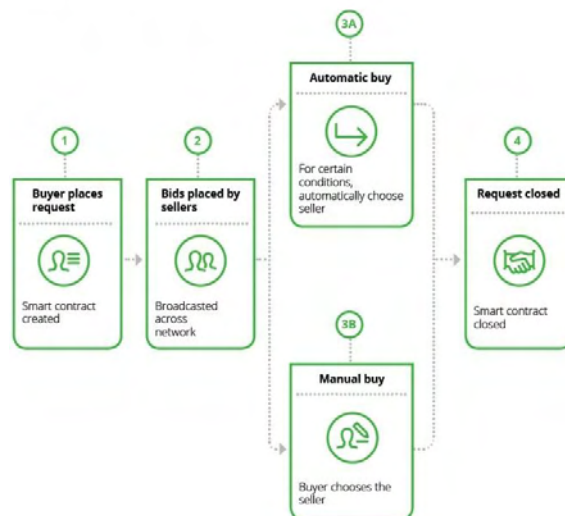 1
Buyer places
request
Smart contract
created
2
Bids placed by
sellers
Broadcasted
across
network
3A
Automatic buy
For certain
conditions,
automatically choose
seller
3B
Manual buy
Buyer chooses the
seller
4
Request closed
Smart contract
closed